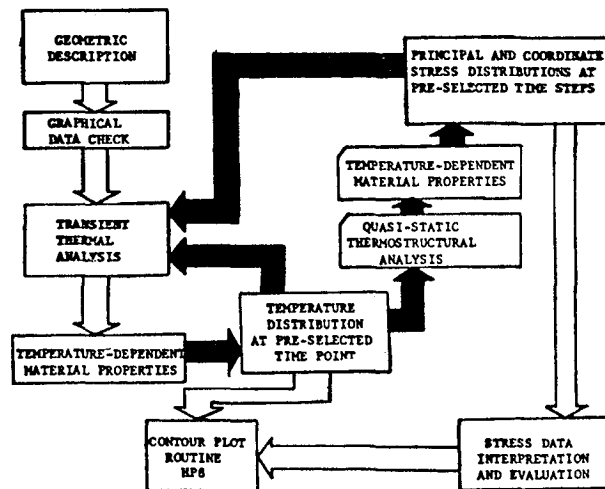 GEOMETRIC
DESCRIPTION
GRAPHICAL
DATA CHECK
TRANSIENT
THERMAL
ANALYSIS
TEMPERATURE-DEPENDENT
MATERIAL PROPERTIES
TEMPERATURE
DISTRIBUTION
AT PRE-SELECTED
TIME POINT
QUASI-STATIC
THERMOSTRUCTURAL
ANALYSIS
TEMPERATURE-DEPENDENT
MATERIAL PROPERTIES
PRINCIPAL AND COORDINATE
STRESS DISTRIBUTIONS AT
PRE-SELECTED TIME STEPS
STRESS DATA
INTERPRETATION
AND EVALUATION
CONTOUR PLOT
ROUTINE